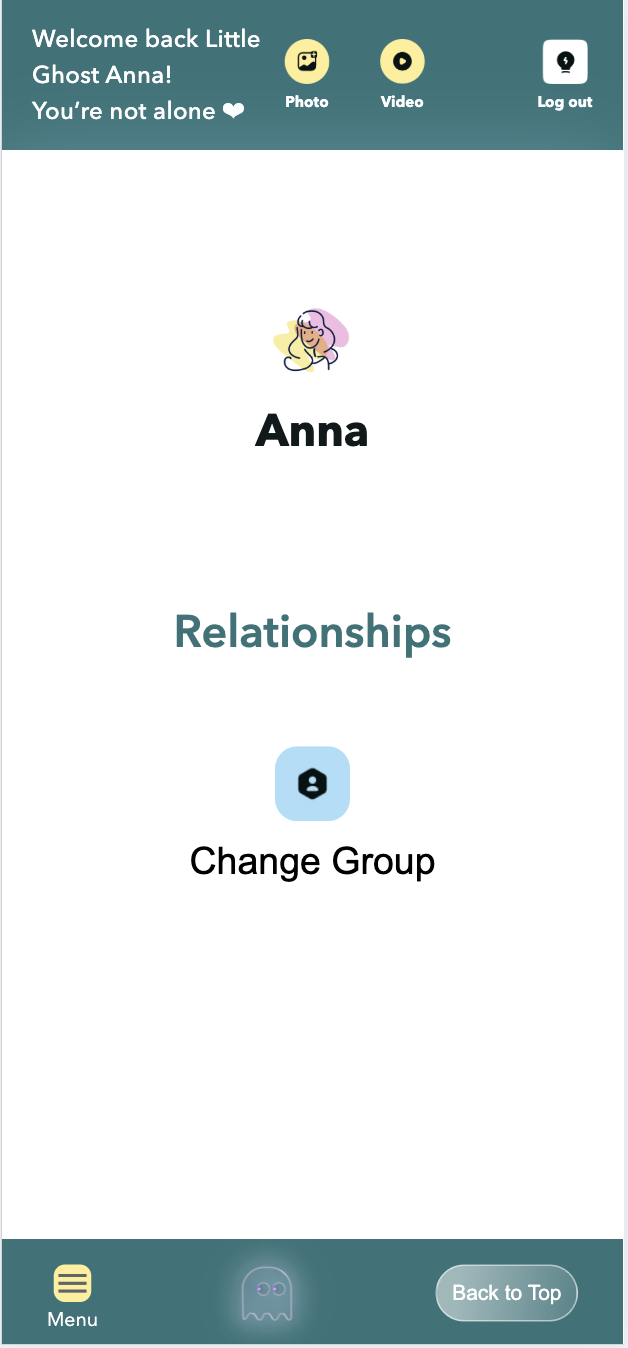 Welcome back Little
Ghost Anna!
You’re not alone ❤
Photo
Video
Log out
Anna
Relationships
Change Group
Menu
Back to Top